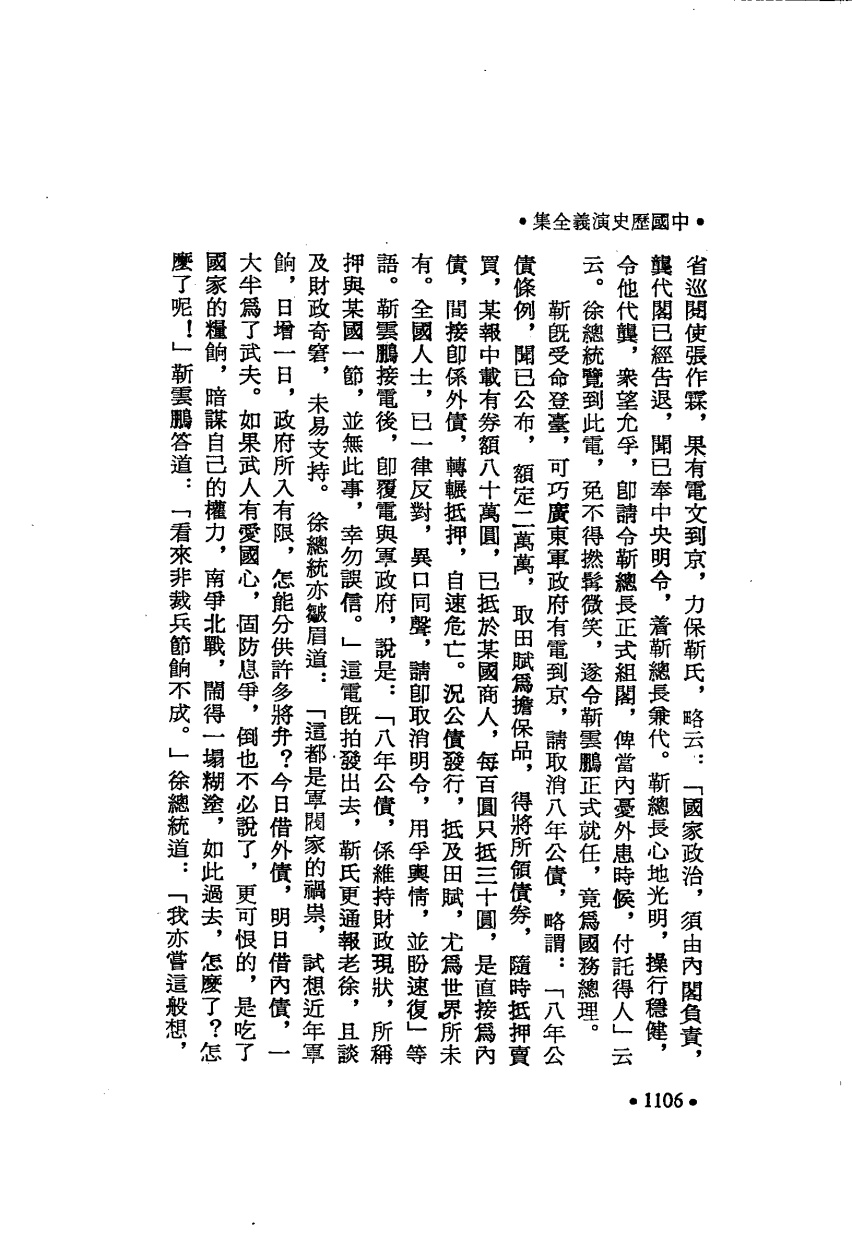 •中國歷史演義全集•
省巡閱使張作霖，果有電文到京，力保靳氏，略云：「國家政治，須由內閣負責，
龔代閣已經告退，聞已奉中央明令，着靳總長兼代。靳總長心地光明，操行穩健，
令他代龔，衆望允孚，卽請令靳總長正式組閣，俾當內憂外患時候，付託得人」云
云。徐總統覽到此電，免不得撚髯微笑，遂令靳雲鵬正式就任，竟爲國務總理。
靳旣受命登臺，可巧廣東軍政府有電到京，請取消八年公債，略謂：「八年公
債條例，聞已公布，額定二萬萬，取田賦爲擔保品，得將所領債券，隨時抵押賣
買，某報中載有券額八十萬圓，已抵於某國商人，每百圓只抵三十圓，是直接爲內
債，間接卽係外債，轉輾抵押，自速危亡。況公債發行，抵及田賦，尤爲世界所未
有。全國人士，已一律反對，異口同聲，請卽取消明令，用孚輿情，並盼速復」等
語。靳雲鵬接電後，卽覆電與軍政府，說是：「八年公債，係維持財政現狀，所稱
押與某國一節，並無此事，幸勿誤信。」這電旣拍發出去，靳氏更通報老徐，且談
及財政奇窘，未易支持。徐總統亦皺眉道：「這都是軍閥家的禍祟，試想近年軍
餉，日增一日，政府所入有限，怎能分供許多將弁？今日借外債，明日借內債，一
大半爲了武夫。如果武人有愛國心，固防息爭，倒也不必說了，更可恨的，是吃了
國家的糧餉，暗謀自己的權力，南爭北戰，鬧得一塌糊塗，如此過去，怎麼了？怎
麼了呢！」靳雲鵬答道：「看來非裁兵節餉不成。」徐總統道：「我亦嘗這般想，
•1106•